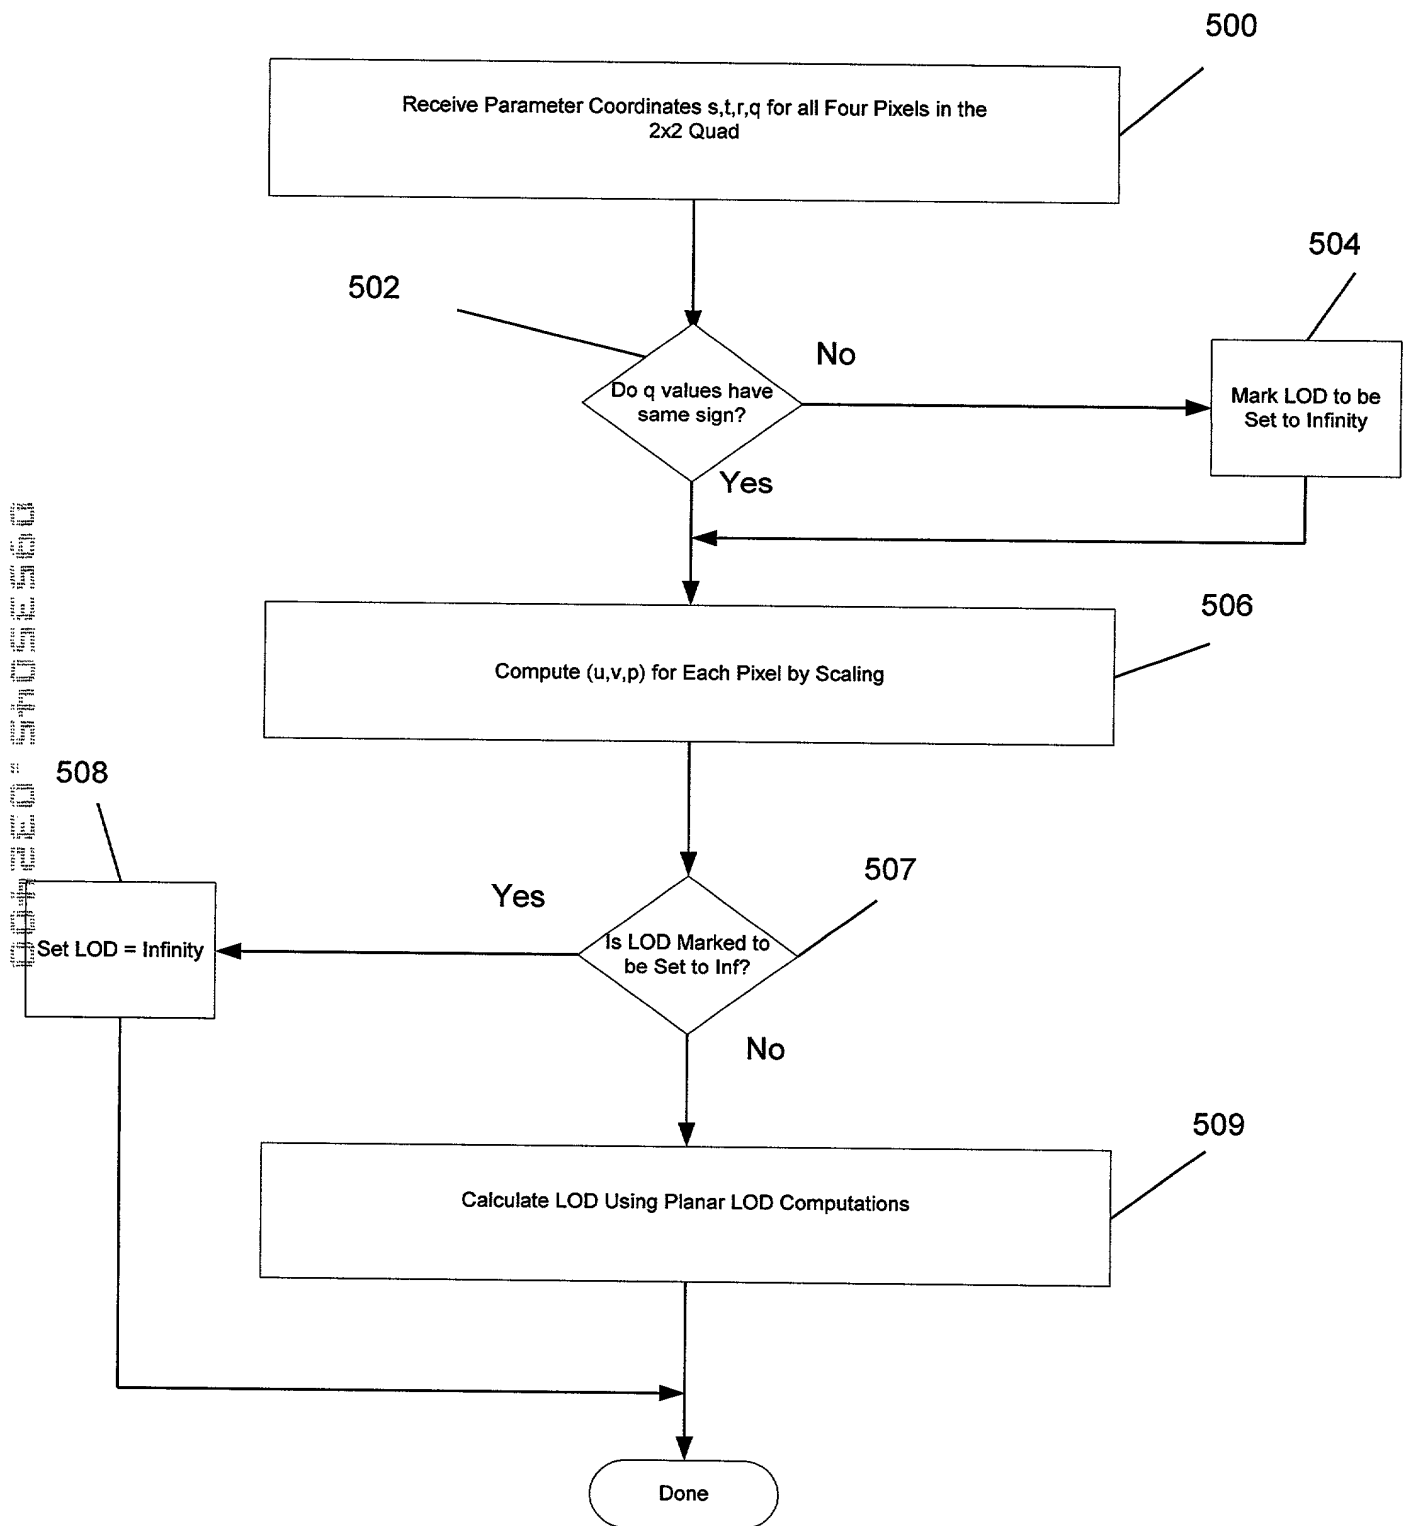 500
Receive Parameter Coordinates s,t,r,q for all Four Pixels in the
2x2 Quad
504
502
No
Do q values have
same sign?
Mark LOD to be
Set to Infinity
Yes
506
Compute (u,v,p) for Each Pixel by Scaling
508
507
Yes
Is LOD Marked to
be Set to Inf?
Set LOD = Infinity
No
509
Calculate LOD Using Planar LOD Computations
Done